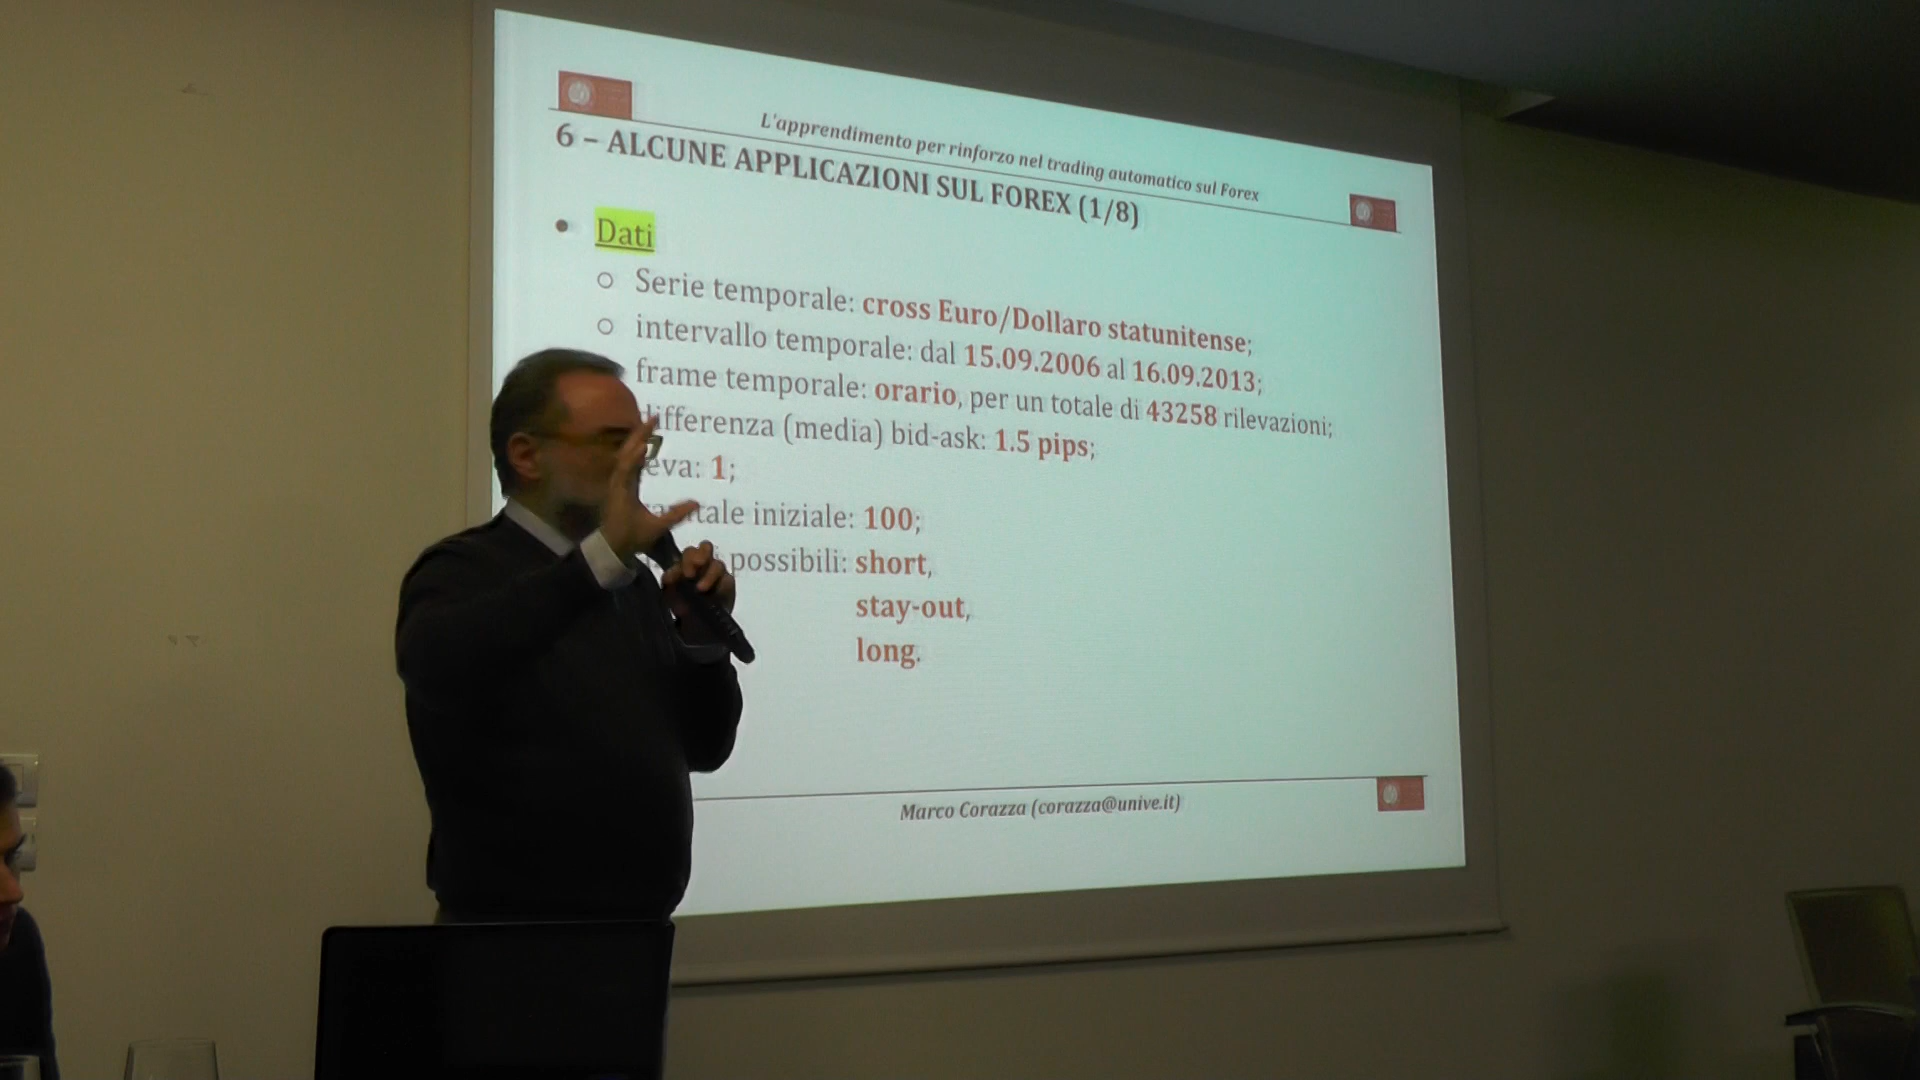 L'apprendimento per rinforzo nel trading automatico sul Forex
6 – ALCUNE APPLICAZIONI SUL FOREX (1/8)
• Dati
○ Serie temporale: cross Euro/Dollaro statunitense;
○ intervallo temporale: dal 15.09.2006 al 16.09.2013;
frame temporale: orario, per un totale di 43258 rilevazioni;
differenza (media) bid-ask: 1.5 pips;
eva: 1;
tale iniziale: 100;
possibili: short,
stay-out,
long.
Marco Corazza (corazza@unive.it)